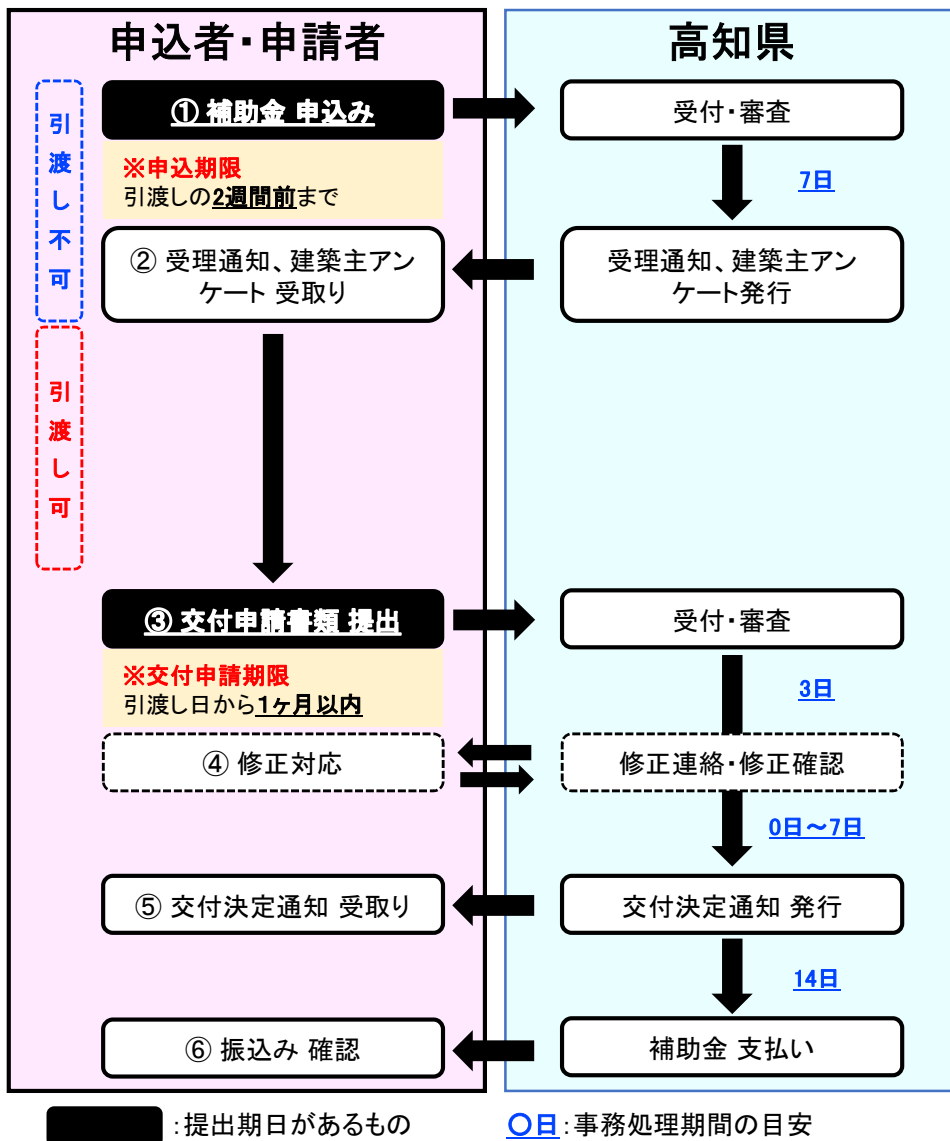 申込者・申請者
高知県
引渡し不可
① 補助金 申込み
受付・審査
※申込期限
引渡しの2週間前まで
7日
② 受理通知、建築主アン
ケート 受取り
受理通知、建築主アン
ケート発行
引渡し可
③ 交付申請書類 提出
受付・審査
※交付申請期限
引渡し日から1ヶ月以内
3日
④ 修正対応
修正連絡・修正確認
0日～7日
⑤ 交付決定通知 受取り
交付決定通知 発行
14日
⑥ 振込み 確認
補助金 支払い
：提出期日があるもの
〇日：事務処理期間の目安